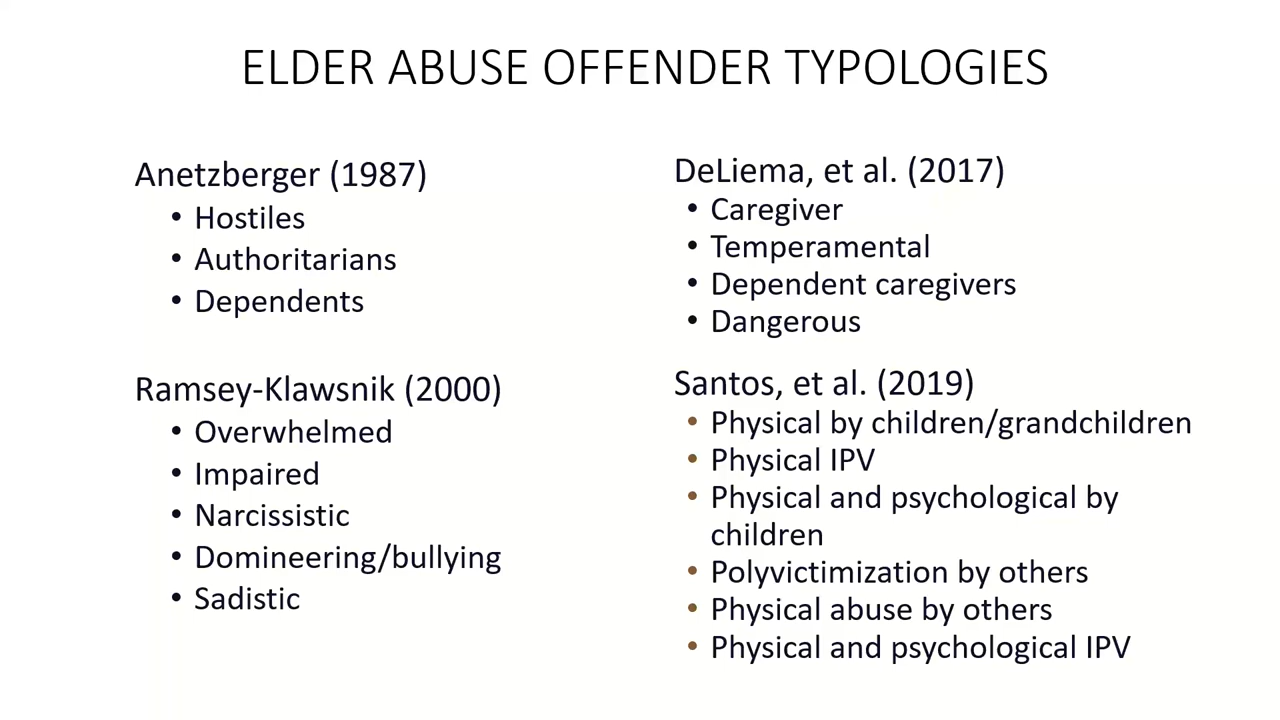 ELDER ABUSE OFFENDER TYPOLOGIES
Anetzberger (1987)
• Hostiles
• Authoritarians
• Dependents
Ramsey-Klawsnik (2000)
• Overwhelmed
• Impaired
• Narcissistic
• Domineering/bullying
• Sadistic
DeLiema, et al. (2017)
• Caregiver
• Temperamental
• Dependent caregivers
• Dangerous
Santos, et al. (2019)
• Physical by children/grandchildren
• Physical IPV
• Physical and psychological by
children
• Polyvictimization by others
• Physical abuse by others
• Physical and psychological IPV